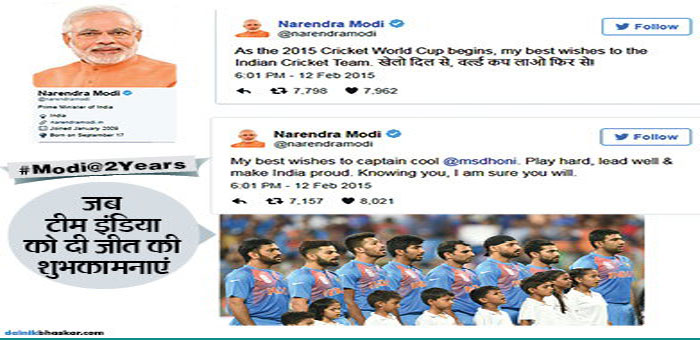 Narendra Modi
@narendramodi
Prime Minister of India
India
narendramodi.in
Joined January 2009
Born on September 17
#Modi@2Years
जब
टीम इंडिया
को दी जीत की
शुभकामनाएं
Narendra Modi
@narendramodi
Follow
As the 2015 Cricket World Cup begins, my best wishes to the
Indian Cricket Team. खेलो दिल से, वर्ल्ड कप लाओ फिर से!
6:01 PM - 12 Feb 2015
7,798 7,962
Narendra Modi
@narendramodi
Follow
My best wishes to captain cool @msdhoni. Play hard, lead well &
make India proud. Knowing you, I am sure you will.
6:01 PM - 12 Feb 2015
7,157 8,021
dainikbhaskar.com